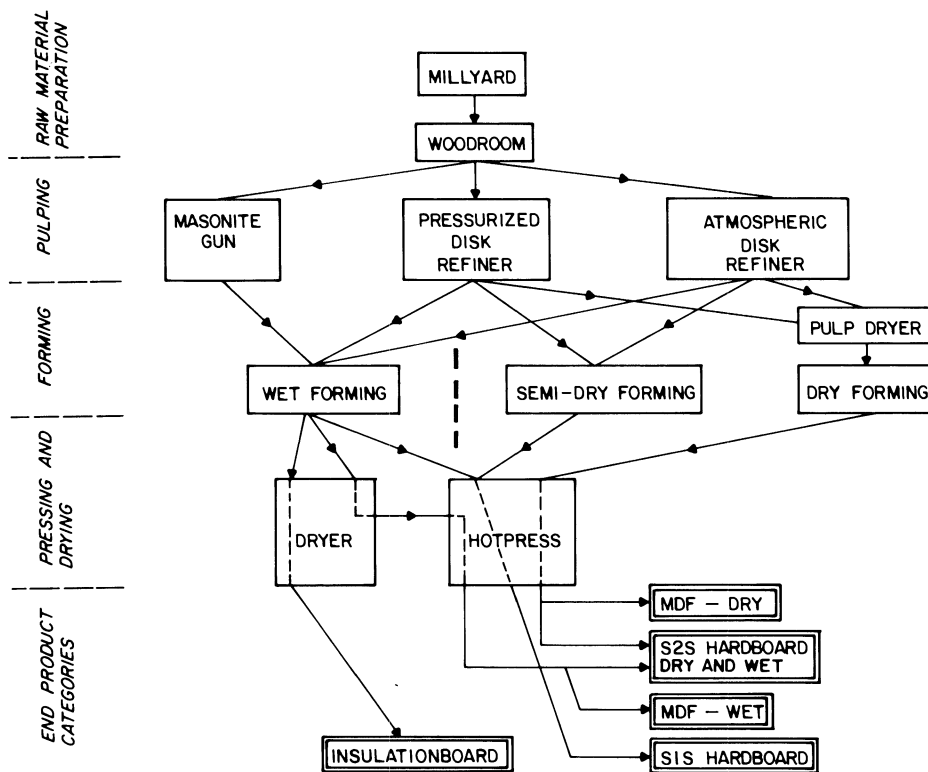 RAW MATERIAL
PREPARATION
MILLYARD
WOODROOM
PULPING
MASONITE
GUN
PRESSURIZED
DISK
REFINER
ATMOSPHERIC
DISK
REFINER
FORMING
PULP DRYER
WET FORMING
SEMI-DRY FORMING
DRY FORMING
PRESSING AND
DRYING
DRYER
HOTPRESS
END PRODUCT
CATEGORIES
MDF – DRY
S2S HARDBOARD
DRY AND WET
MDF – WET
INSULATIONBOARD
SIS HARDBOARD